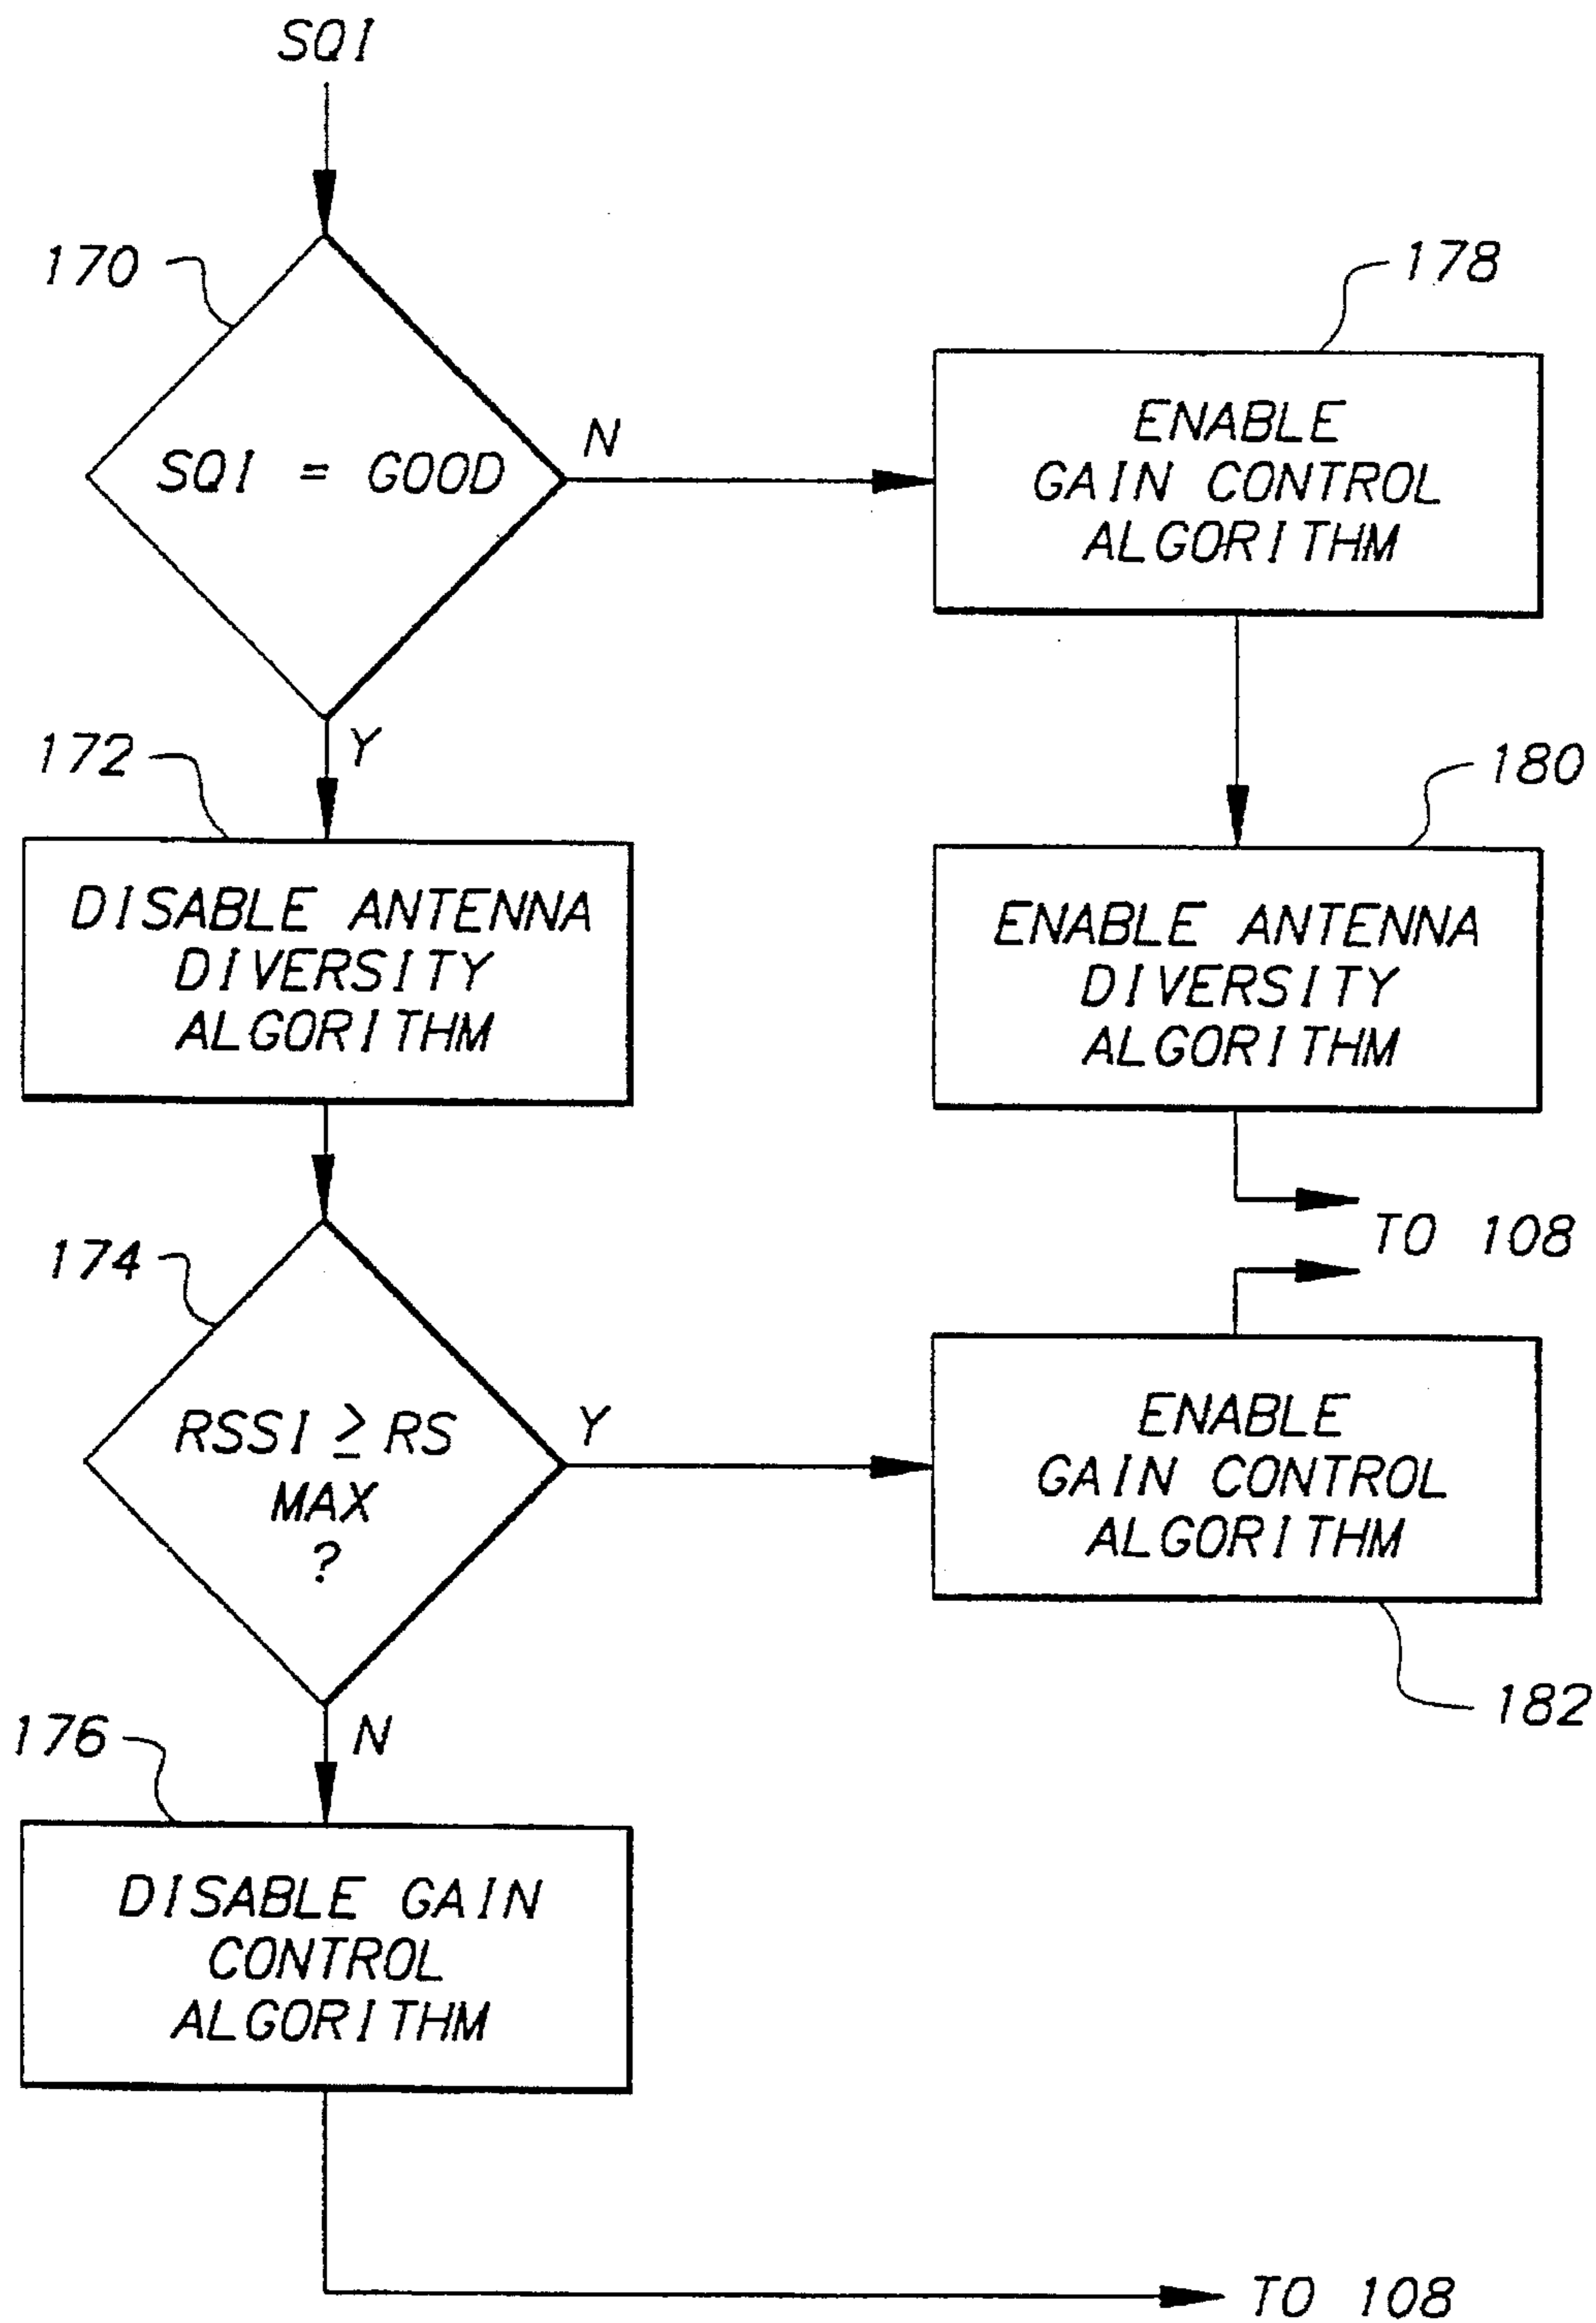 SQI
170
SQI = GOOD
N
Y
178
ENABLE
GAIN CONTROL
ALGORITHM
172
DISABLE ANTENNA
DIVERSITY
ALGORITHM
180
ENABLE ANTENNA
DIVERSITY
ALGORITHM
TO 108
174
RSSI ≥ RS
MAX
?
Y
N
ENABLE
GAIN CONTROL
ALGORITHM
182
176
DISABLE GAIN
CONTROL
ALGORITHM
TO 108